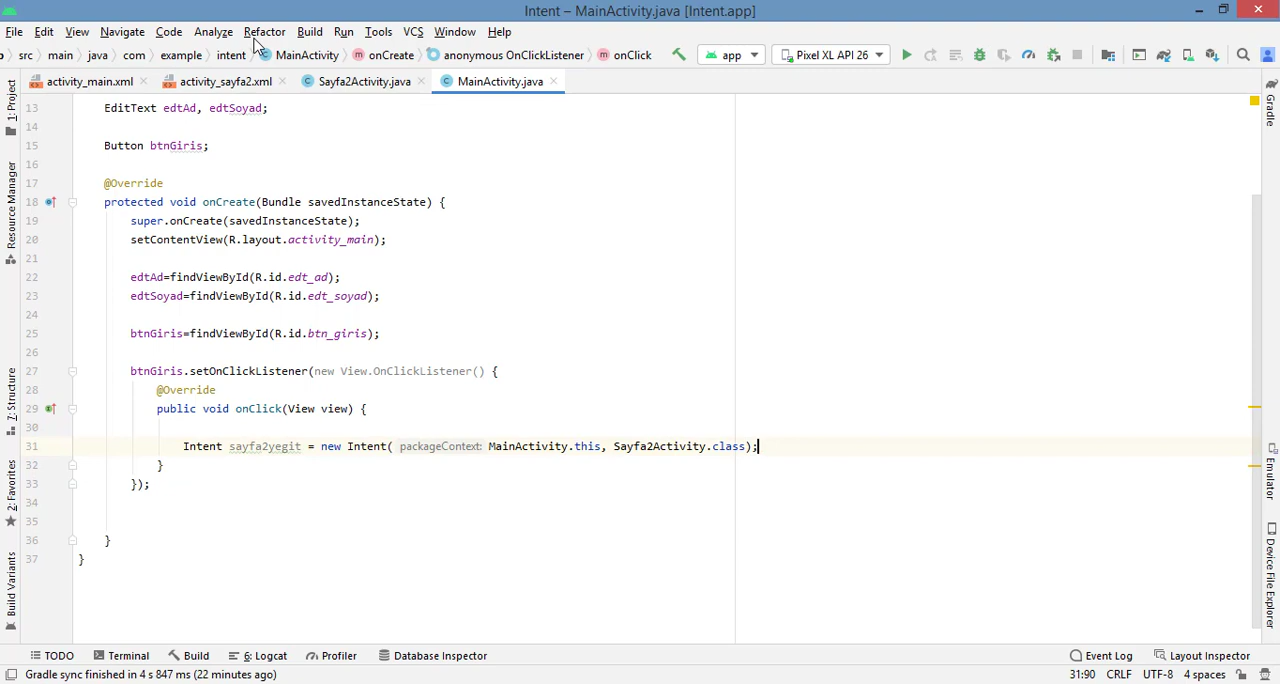 Intent – MainActivity.java [Intent.app]
File Edit View Navigate Code Analyze Refactor Build Run Tools VCS Window Help
src main java com example intent MainActivity onCreate anonymous OnClickListener onClick app Pixel XL API 26
activity_main.xml activity_sayfa2.xml Sayfa2Activity.java MainActivity.java
13 EditText edtAd, edtSoyad;
14
15 Button btnGiris;
16
17 @Override
18 protected void onCreate(Bundle savedInstanceState) {
19 super.onCreate(savedInstanceState);
20 setContentView(R.layout.activity_main);
21
22 edtAd=findViewById(R.id.edt_ad);
23 edtSoyad=findViewById(R.id.edt_soyad);
24
25 btnGiris=findViewById(R.id.btn_giris);
26
27 btnGiris.setOnClickListener(new View.OnClickListener() {
28 @Override
29 public void onClick(View view) {
30
31 Intent sayfa2yegit = new Intent( packageContext: MainActivity.this, Sayfa2Activity.class);
32 }
33 });
34
35
36 }
37 }
1: Project
Resource Manager
7: Structure
2: Favorites
Build Variants
Gradle
Emulator
Device File Explorer
TODO Terminal Build 6: Logcat Profiler Database Inspector Event Log Layout Inspector
Gradle sync finished in 4 s 847 ms (22 minutes ago) 31:90 CRLF UTF-8 4 spaces